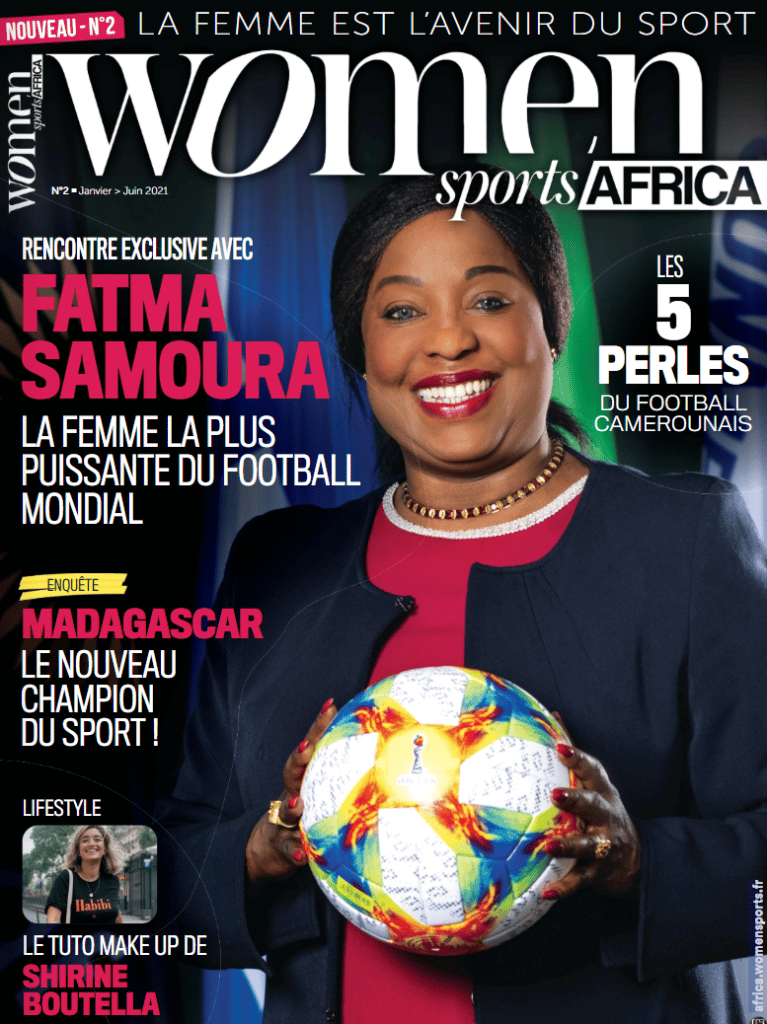 NOUVEAU - N°2
LA FEMME EST L'AVENIR DU SPORT
women
sports AFRICA
women
sports AFRICA
N°2 ■ Janvier > Juin 2021
RENCONTRE EXCLUSIVE AVEC
FATMA
SAMOURA
LA FEMME LA PLUS
PUISSANTE DU FOOTBALL
MONDIAL
LES
5
PERLES
DU FOOTBALL
CAMEROUNAIS
ENQUÊTE
MADAGASCAR
LE NOUVEAU
CHAMPION
DU SPORT !
LIFESTYLE
Habibi
LE TUTO MAKE UP DE
SHIRINE
BOUTELLA
africa.womensports.fr